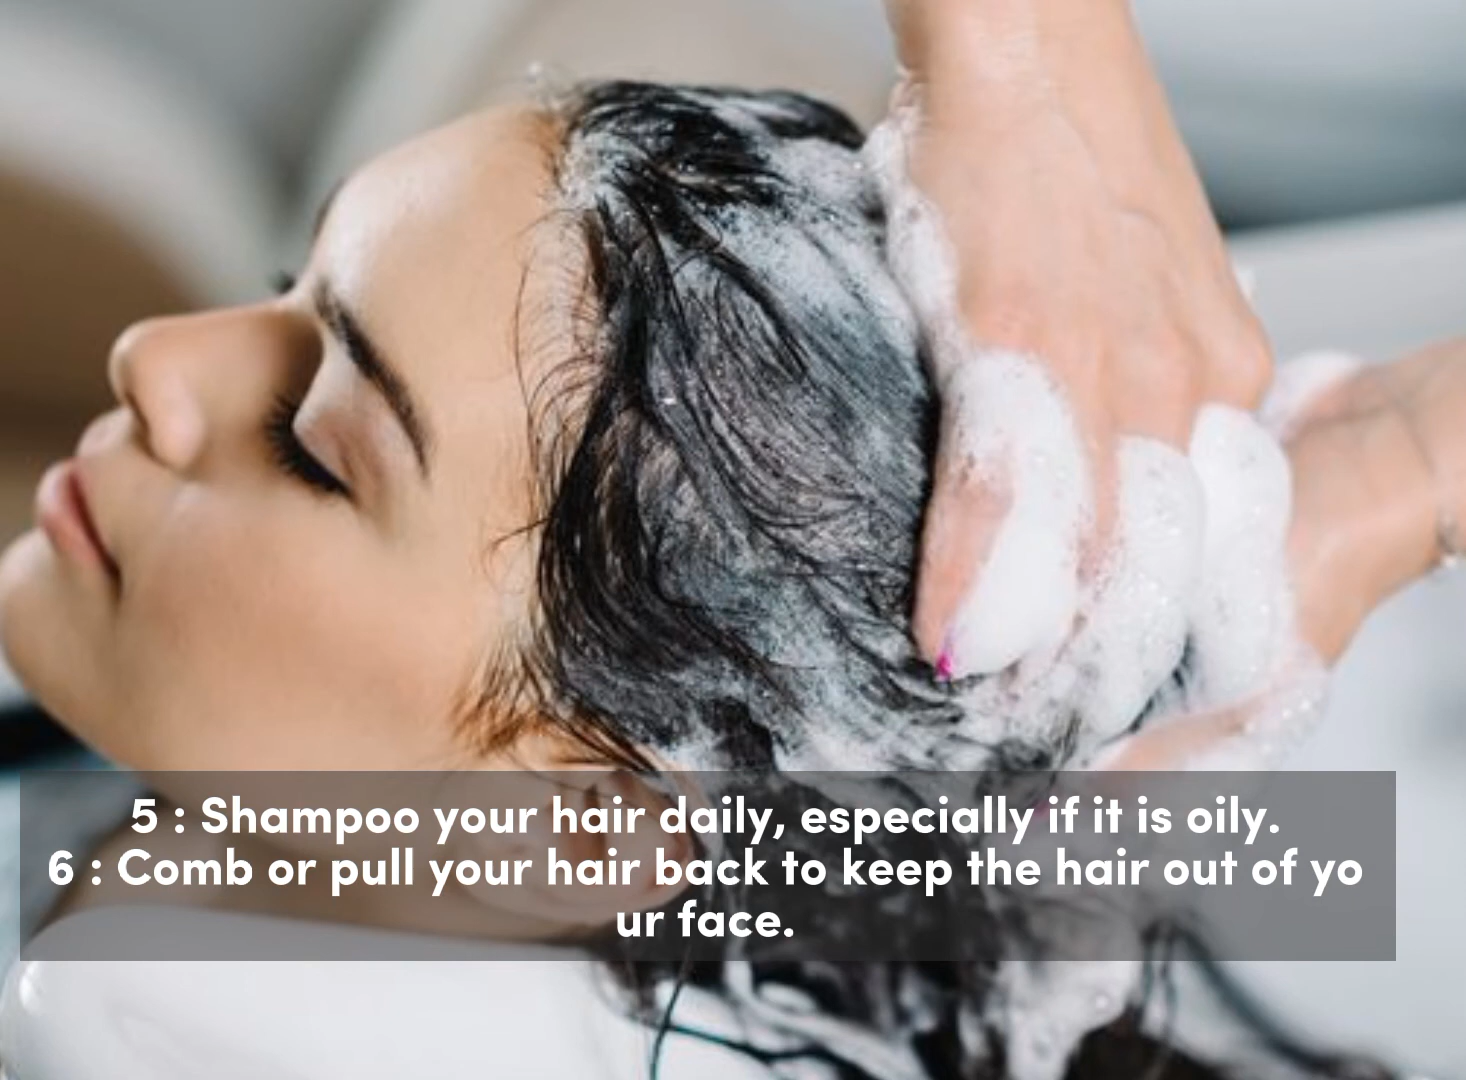 5 : Shampoo your hair daily, especially if it is oily.
6 : Comb or pull your hair back to keep the hair out of yo
ur face.